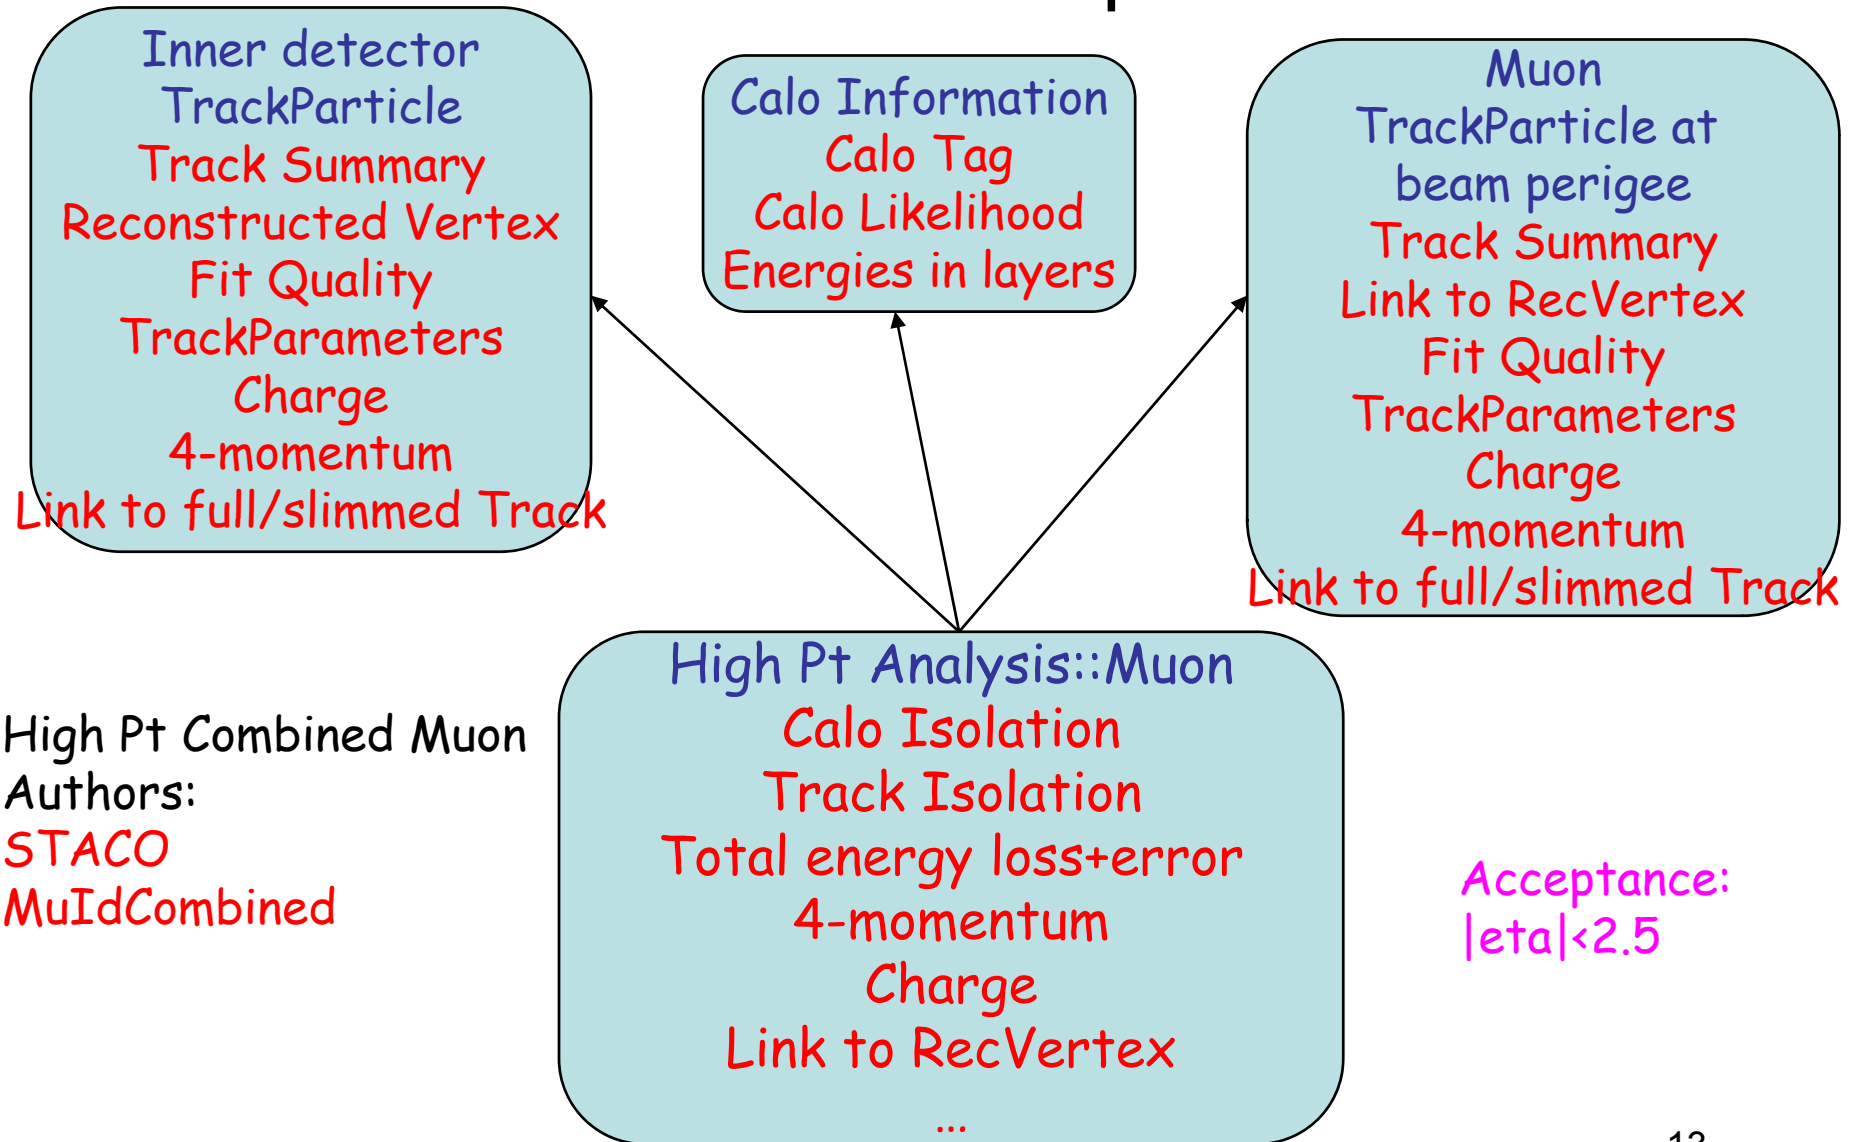 Inner detector
TrackParticle
Track Summary
Reconstructed Vertex
Fit Quality
TrackParameters
Charge
4-momentum
Link to full/slimmed Track
Calo Information
Calo Tag
Calo Likelihood
Energies in layers
Muon
TrackParticle at
beam perigee
Track Summary
Link to RecVertex
Fit Quality
TrackParameters
Charge
4-momentum
Link to full/slimmed Track
High Pt Analysis::Muon
Calo Isolation
Track Isolation
Total energy loss+error
4-momentum
Charge
Link to RecVertex
...
High Pt Combined Muon
Authors:
STACO
MuIdCombined
Acceptance:
|eta|<2.5